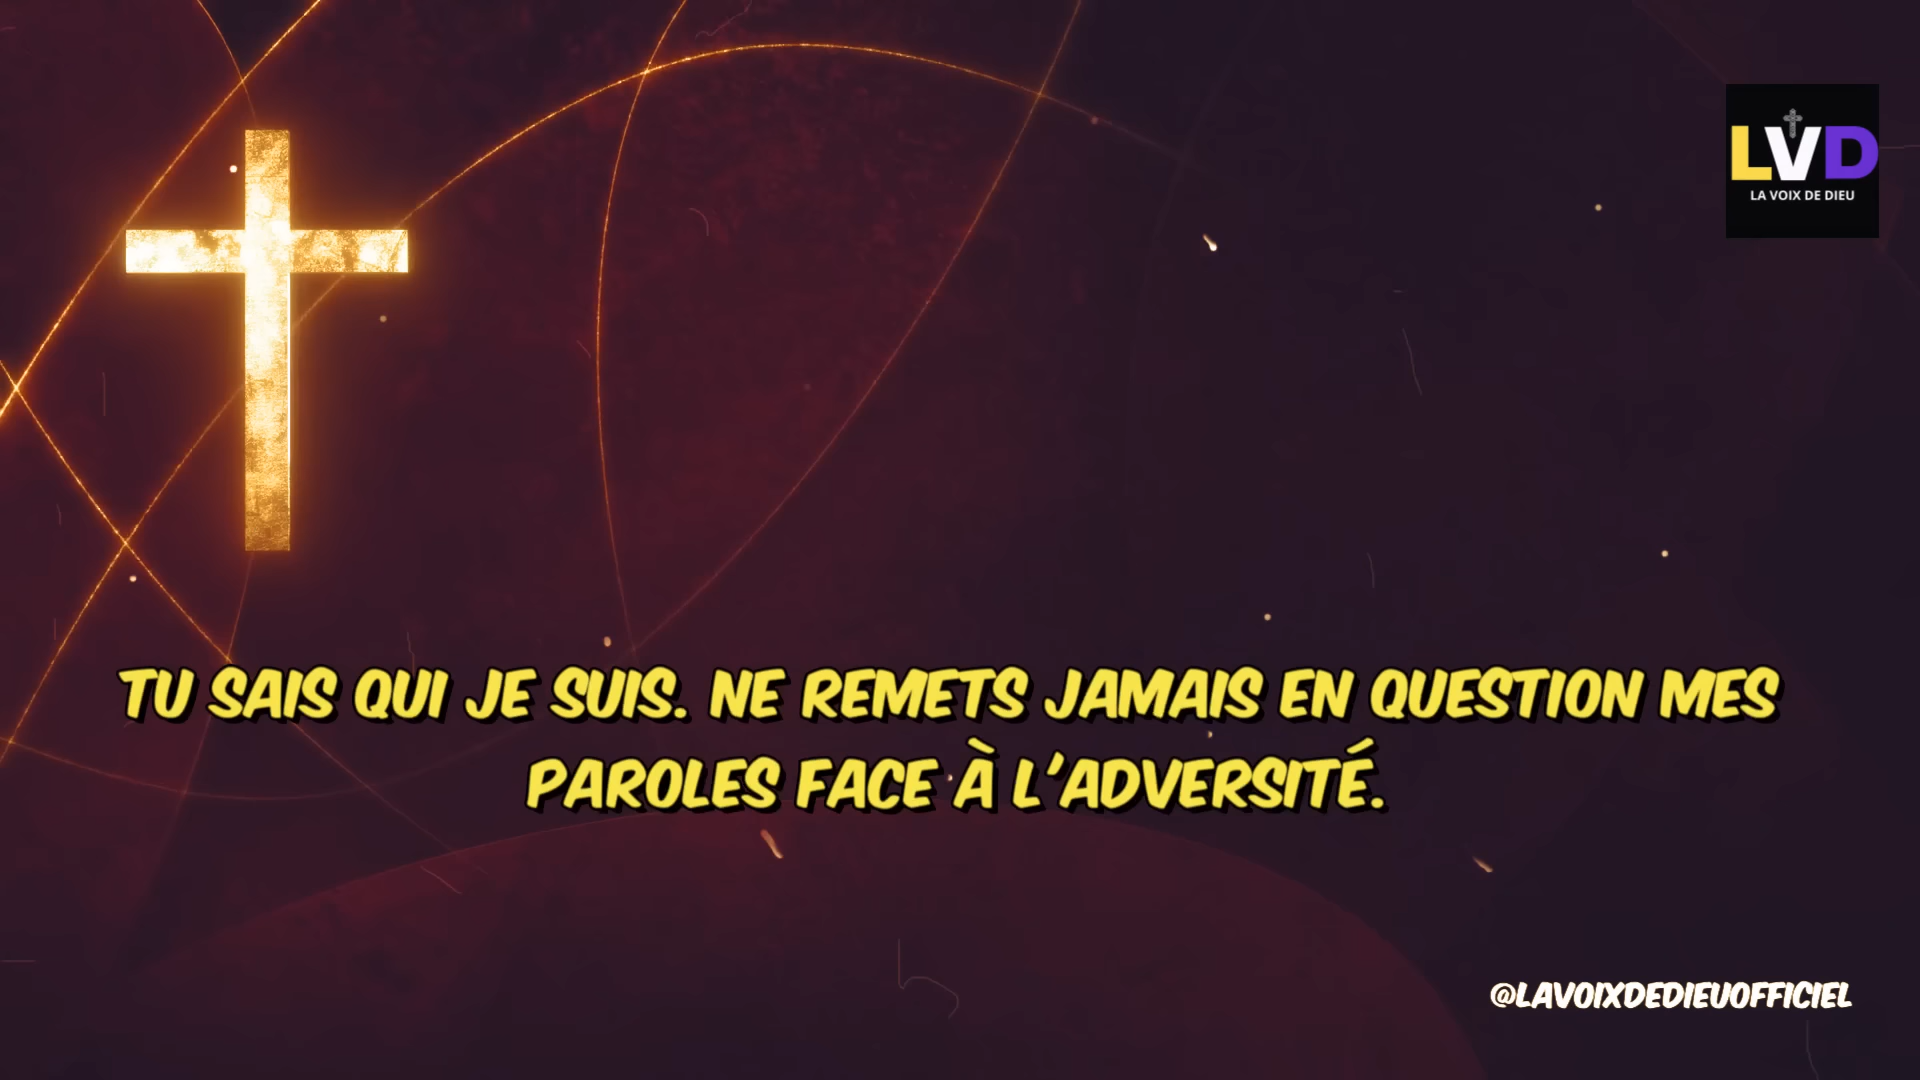 LVD
LA VOIX DE DIEU
TU SAIS QUI JE SUIS. NE REMETS JAMAIS EN QUESTION MES
PAROLES FACE À L'ADVERSITÉ.
@LAVOIXDEDIEUOFFICIEL